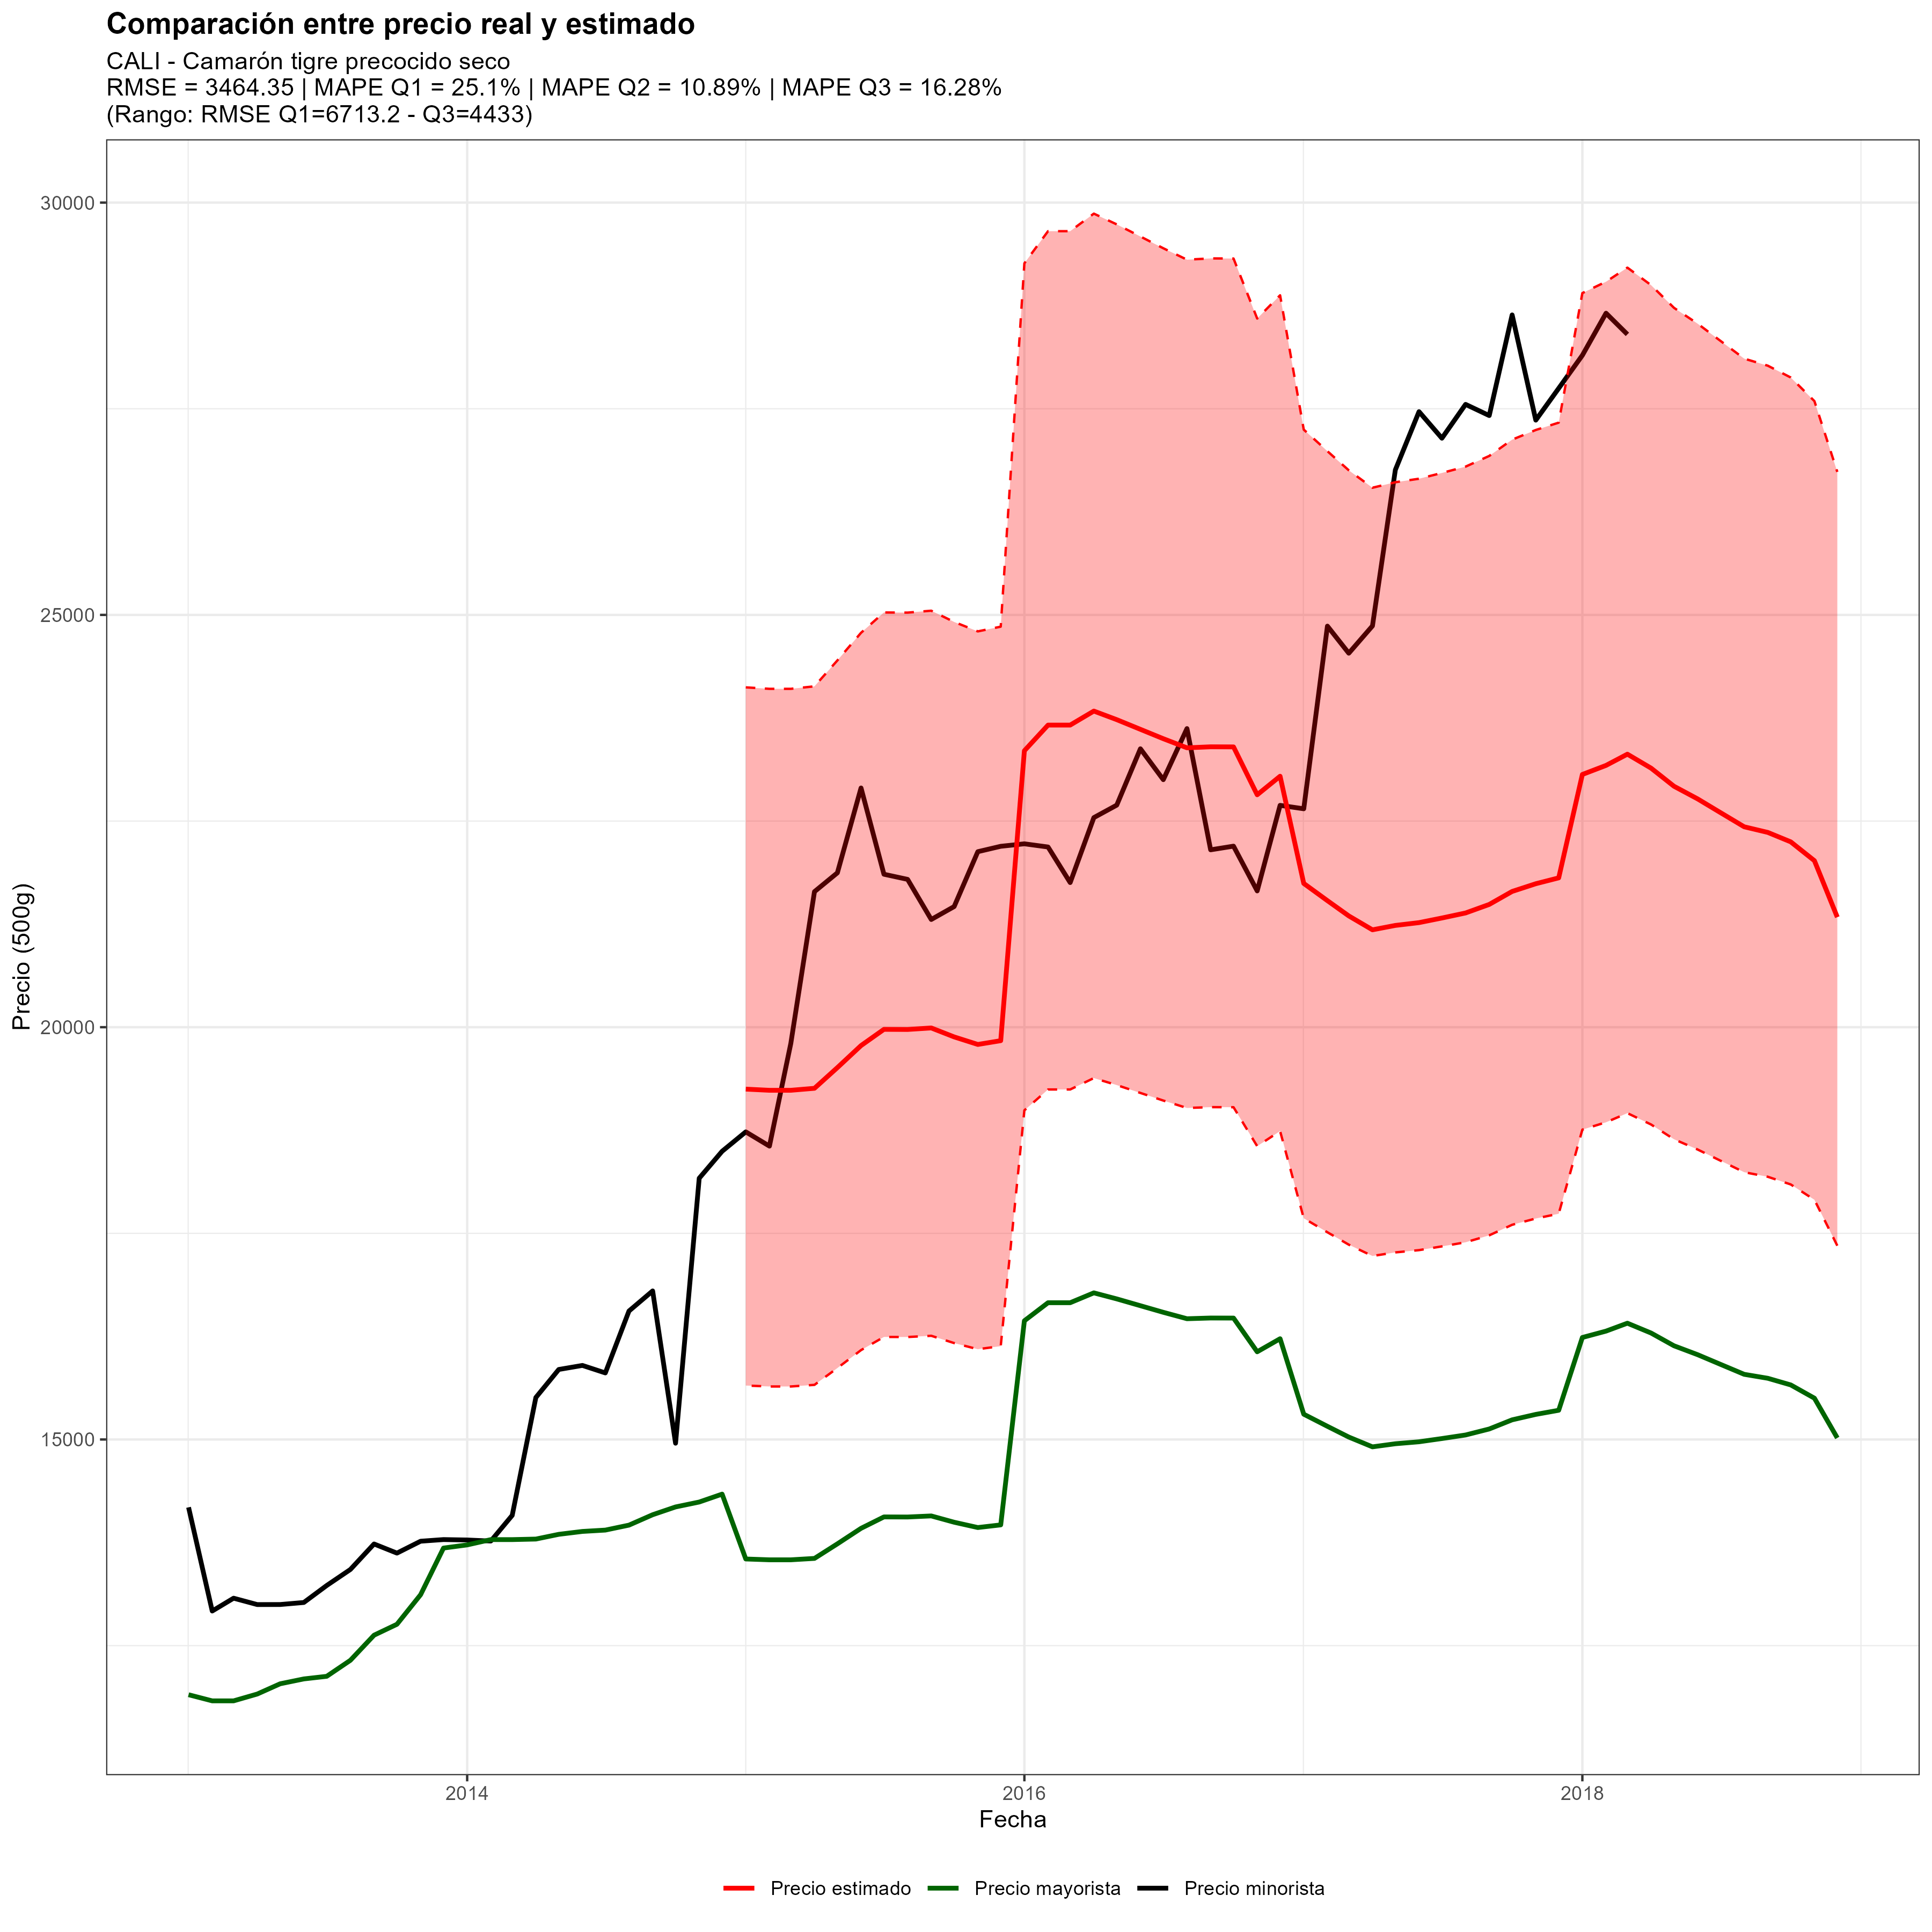 Comparación entre precio real y estimado
CALI - Camarón tigre precocido seco
RMSE = 3464.35 | MAPE Q1 = 25.1% | MAPE Q2 = 10.89% | MAPE Q3 = 16.28%
(Rango: RMSE Q1=6713.2 - Q3=4433)
Precio (500g)
30000
25000
20000
15000
2014 2016 2018
Fecha
Precio estimado Precio mayorista Precio minorista